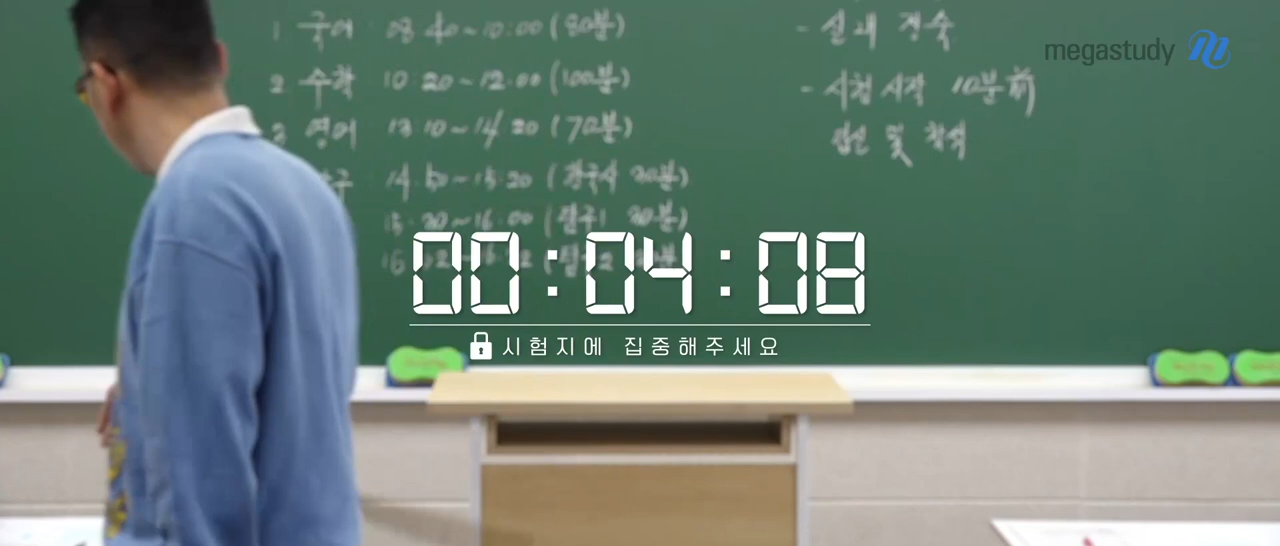 1 국어 08:40~10:00 (80분)
2 수학 10:20~12:00 (100분)
3 영어 13:10~14:20 (70분)
14:50~15:20 (한국사 30분)
15:30~16:00 (탐구1 30분)
- 실내 정숙
- 시험 시작 10분 前
입실 및 착석
megastudy
00:04:08
시험지에 집중해주세요